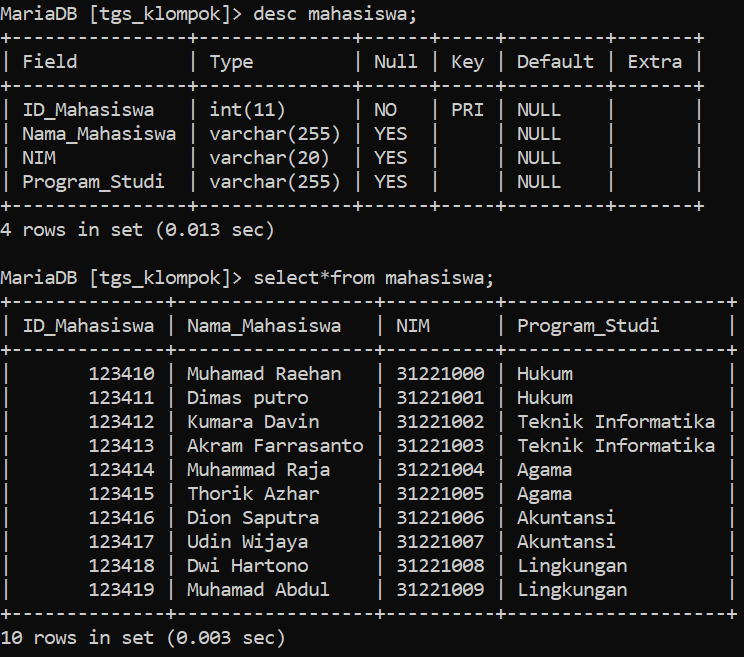 MariaDB [tgs_klompok]> desc mahasiswa;
+----------------+--------------+------+-----+---------+-------+
| Field          | Type         | Null | Key | Default | Extra |
+----------------+--------------+------+-----+---------+-------+
| ID_Mahasiswa   | int(11)      | NO   | PRI | NULL    |       |
| Nama_Mahasiswa | varchar(255) | YES  |     | NULL    |       |
| NIM            | varchar(20)  | YES  |     | NULL    |       |
| Program_Studi  | varchar(255) | YES  |     | NULL    |       |
+----------------+--------------+------+-----+---------+-------+
4 rows in set (0.013 sec)
MariaDB [tgs_klompok]> select*from mahasiswa;
+--------------+------------------+----------+--------------------+
| ID_Mahasiswa | Nama_Mahasiswa   | NIM      | Program_Studi      |
+--------------+------------------+----------+--------------------+
|       123410 | Muhamad Raehan   | 31221000 | Hukum              |
|       123411 | Dimas putro      | 31221001 | Hukum              |
|       123412 | Kumara Davin     | 31221002 | Teknik Informatika |
|       123413 | Akram Farrasanto | 31221003 | Teknik Informatika |
|       123414 | Muhammad Raja    | 31221004 | Agama              |
|       123415 | Thorik Azhar     | 31221005 | Agama              |
|       123416 | Dion Saputra     | 31221006 | Akuntansi          |
|       123417 | Udin Wijaya      | 31221007 | Akuntansi          |
|       123418 | Dwi Hartono      | 31221008 | Lingkungan         |
|       123419 | Muhamad Abdul    | 31221009 | Lingkungan         |
+--------------+------------------+----------+--------------------+
10 rows in set (0.003 sec)